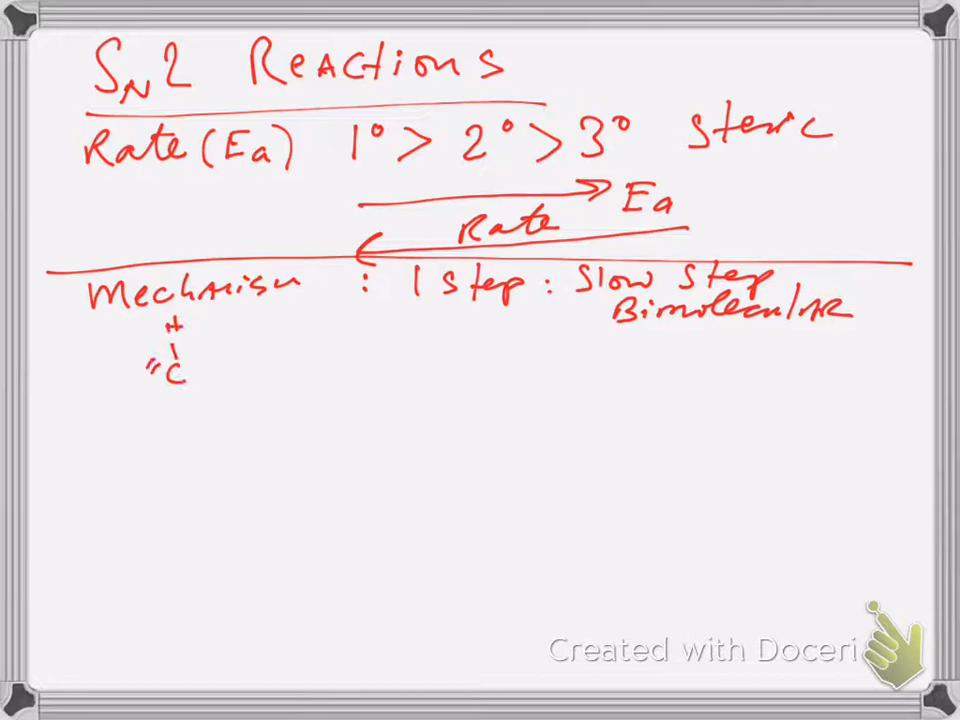 SN2 Reactions
Rate (Ea) 1° > 2° > 3° Steric
Ea
Rate
Mechanism : 1 Step : Slow Step
Bimolecular
H
C
Created with Doceri